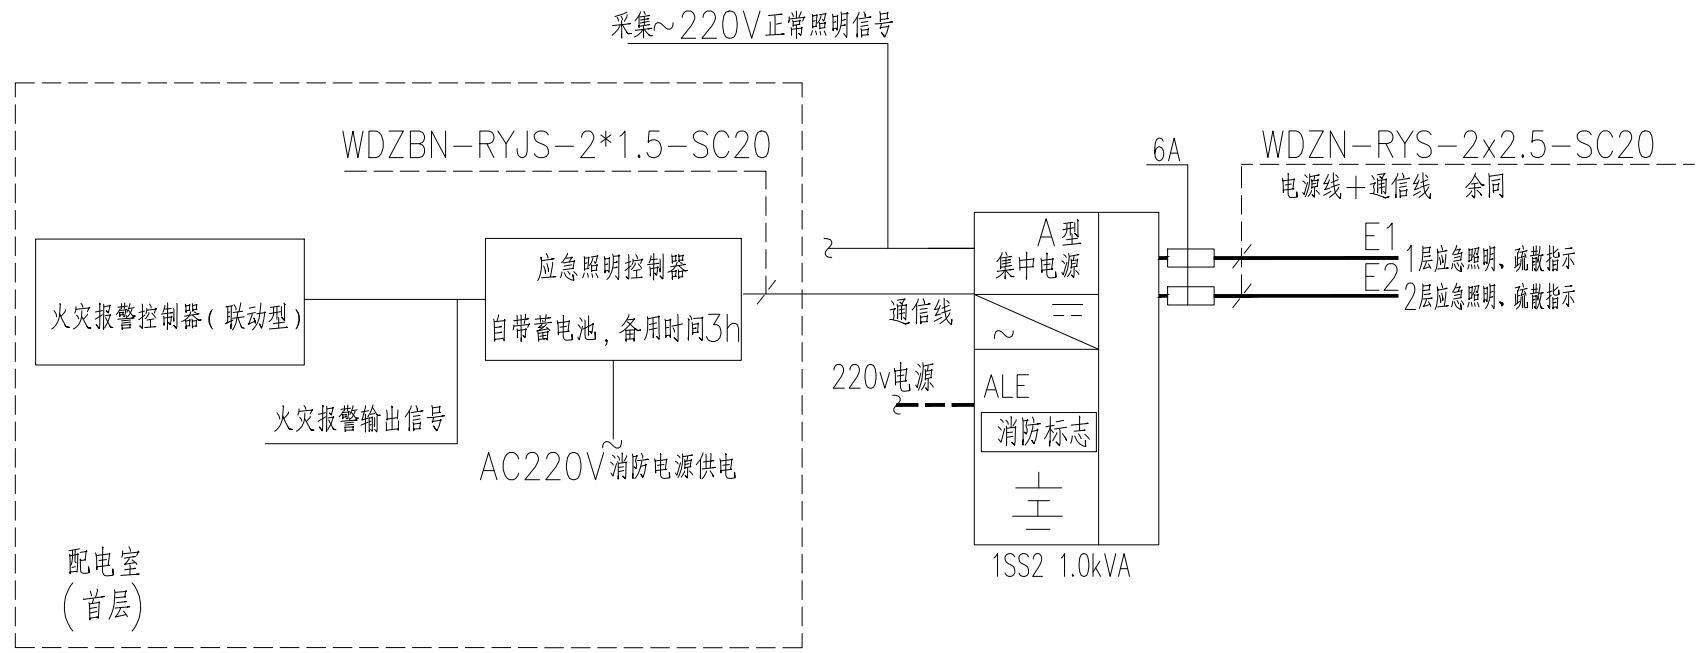 采集~220V正常照明信号
WDZBN-RYJS-2*1.5-SC20
6A
WDZN-RYS-2x2.5-SC20
电源线+通信线 余同
火灾报警控制器(联动型)
应急照明控制器
自带蓄电池,备用时间3h
通信线
A型
集中电源
~
E1
1层应急照明、疏散指示
E2
2层应急照明、疏散指示
220v电源
ALE
消防标志
火灾报警输出信号
AC220V消防电源供电
配电室
(首层)
1SS2 1.0kVA